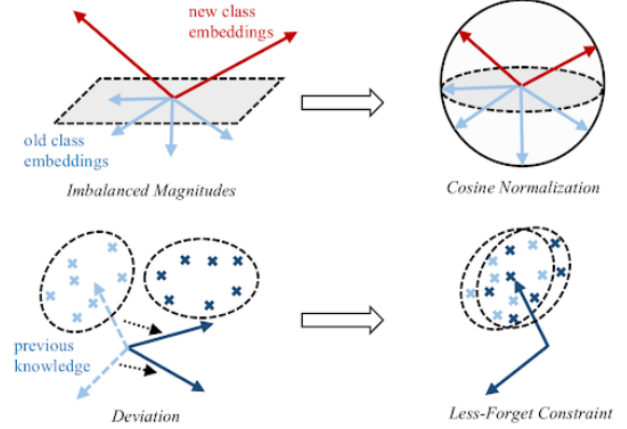 new class
embeddings
old class
embeddings
Imbalanced Magnitudes
Cosine Normalization
previous
knowledge
Deviation
Less-Forget Constraint